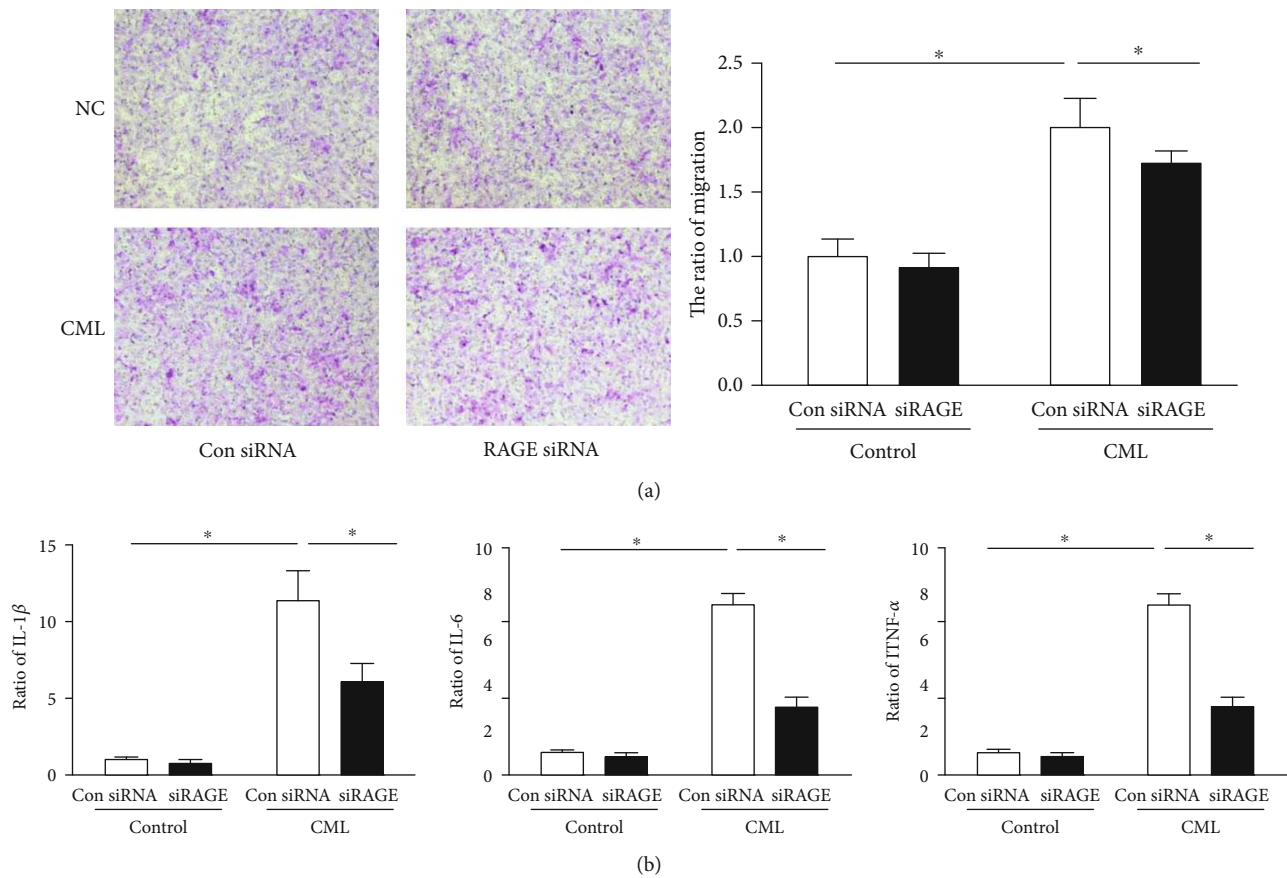 NC
CML
Con siRNA
RAGE siRNA
The ratio of migration
2.5
2.0
1.5
1.0
0.5
0.0
*
*
Con siRNA siRAGE
Con siRNA siRAGE
Control
CML
(a)
Ratio of IL-1β
15
10
5
0
*
*
Con siRNA siRAGE
Con siRNA siRAGE
Control
CML
Ratio of IL-6
10
8
6
4
2
0
*
*
Con siRNA siRAGE
Con siRNA siRAGE
Control
CML
Ratio of ITNF-α
10
8
6
4
2
0
*
*
Con siRNA siRAGE
Con siRNA siRAGE
Control
CML
(b)